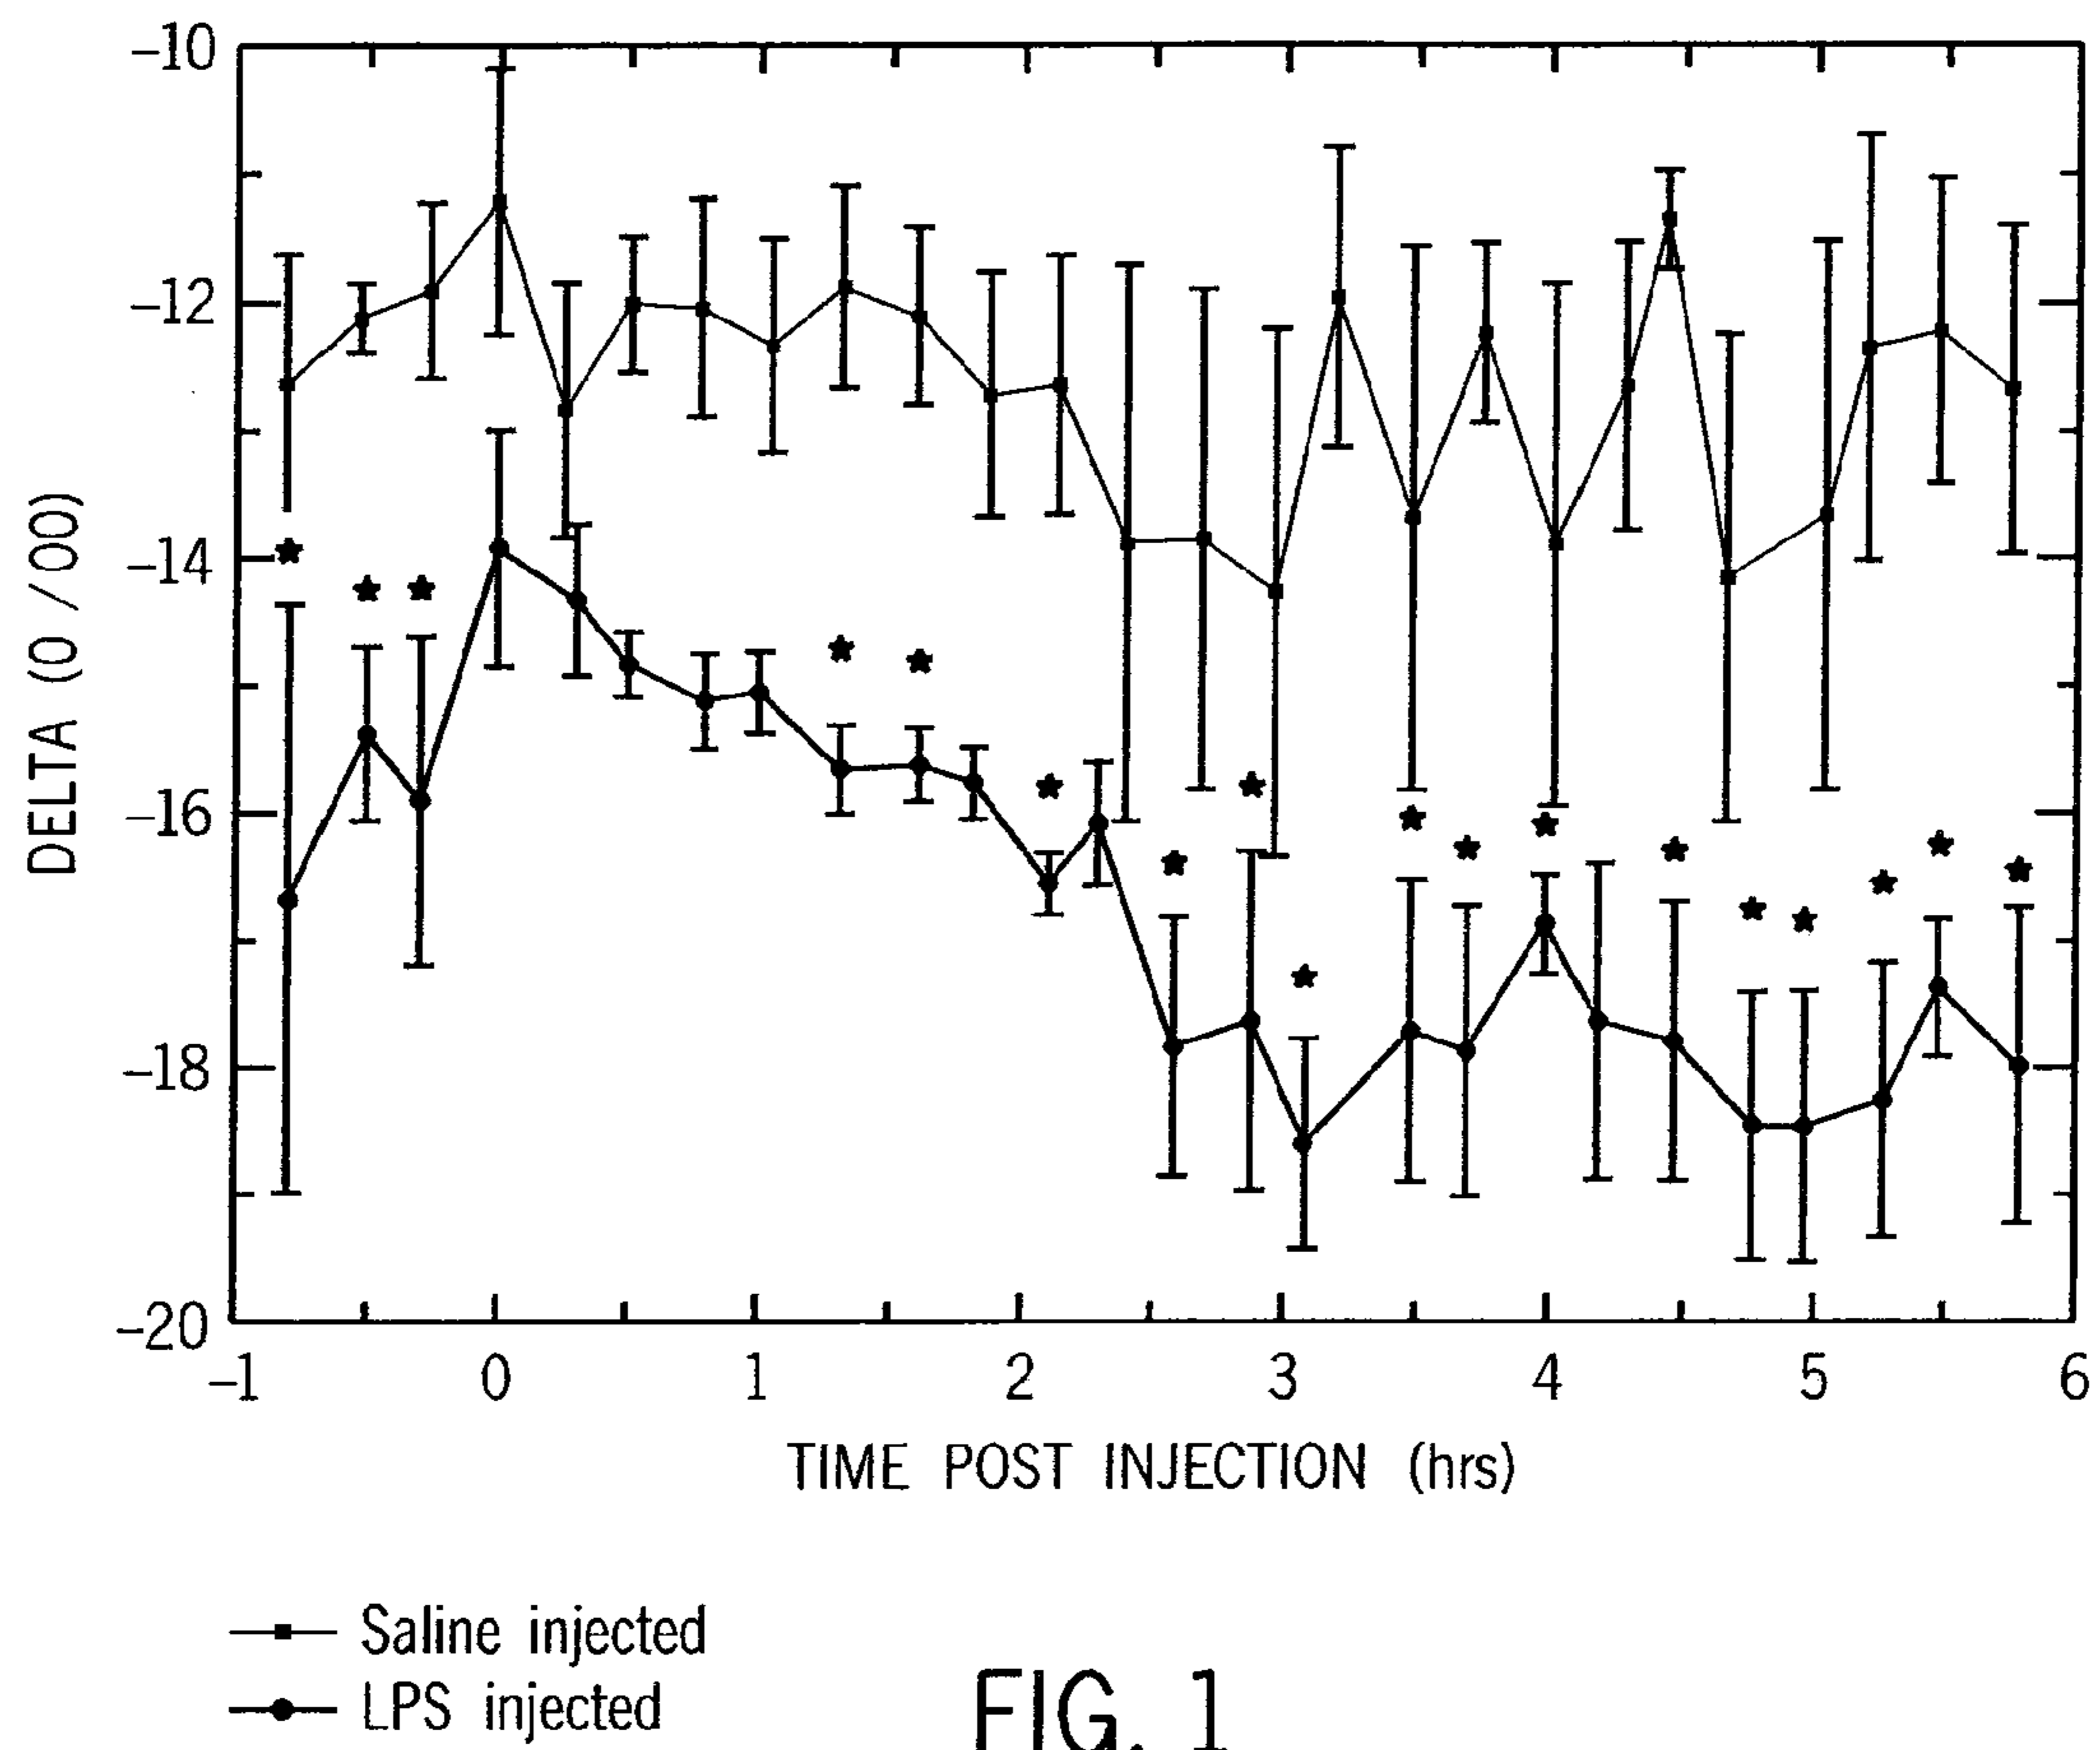 -10
-12
-14
-16
-18
-20
DELTA (0/00)
-1 0 1 2 3 4 5 6
TIME POST INJECTION (hrs)
Saline injected
LPS injected
FIG. 1